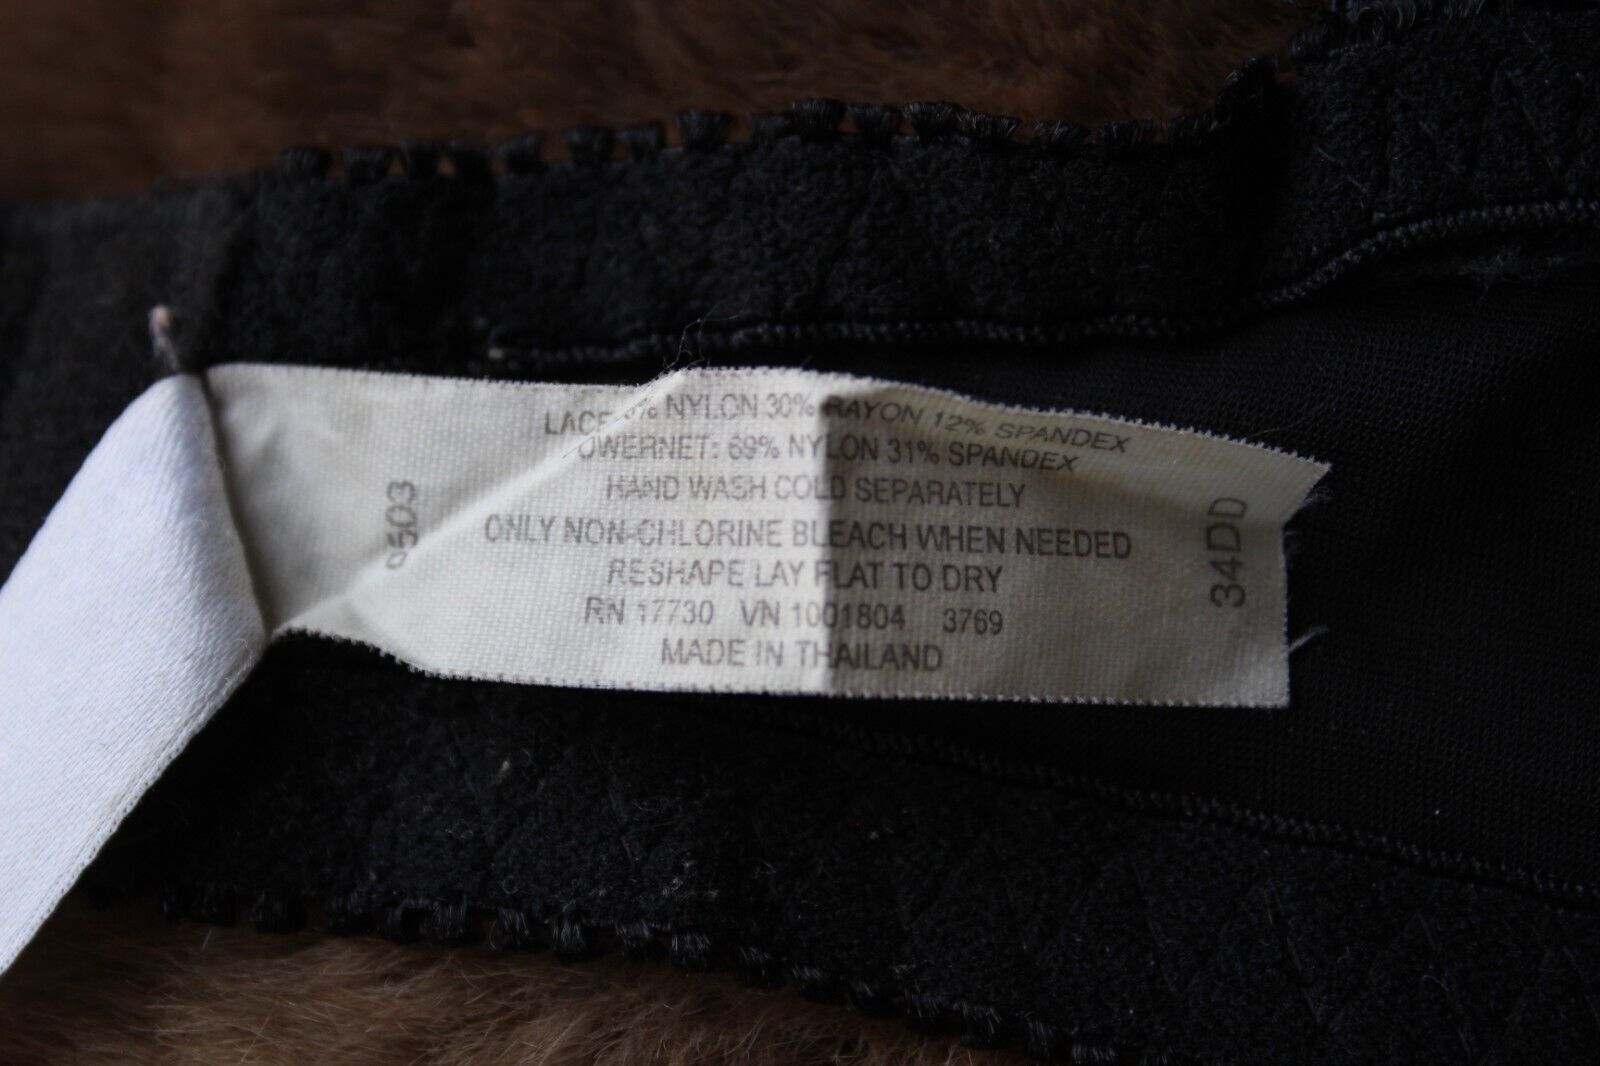 LACE % NYLON 30% RAYON 12% SPANDEX
OWERNET: 69% NYLON 31% SPANDEX
HAND WASH COLD SEPARATELY
ONLY NON-CHLORINE BLEACH WHEN NEEDED
RESHAPE LAY FLAT TO DRY
RN 17730 VN 1001804 3769
MADE IN THAILAND
34DD